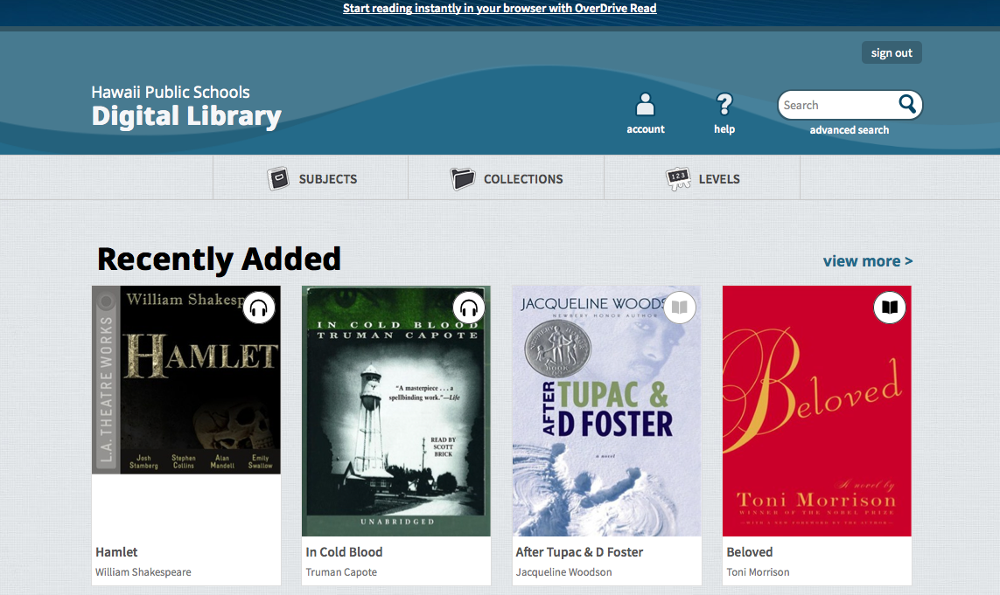 Start reading instantly in your browser with OverDrive Read
sign out
Hawaii Public Schools
Digital Library
account
help
Search
advanced search
SUBJECTS
COLLECTIONS
1 2 3
LEVELS
Recently Added
view more >
William Shakesp
HAMLET
L.A. THEATRE WORKS
Josh Stamberg
Stephen Collins
Alan Mandell
Emily Swallow
IN COLD BLOOD
TRUMAN CAPOTE
"A masterpiece . . . a
spellbinding work."—Life
READ BY
SCOTT
BRICK
UNABRIDGED
JACQUELINE WOODS
NEWBERY HONOR AUTHOR
AFTER
TUPAC &
D FOSTER
a novel
Beloved
A novel by
Toni Morrison
WINNER OF THE NOBEL PRIZE
—WITH A NEW FOREWORD BY THE AUTHOR—
Hamlet
William Shakespeare
In Cold Blood
Truman Capote
After Tupac & D Foster
Jacqueline Woodson
Beloved
Toni Morrison